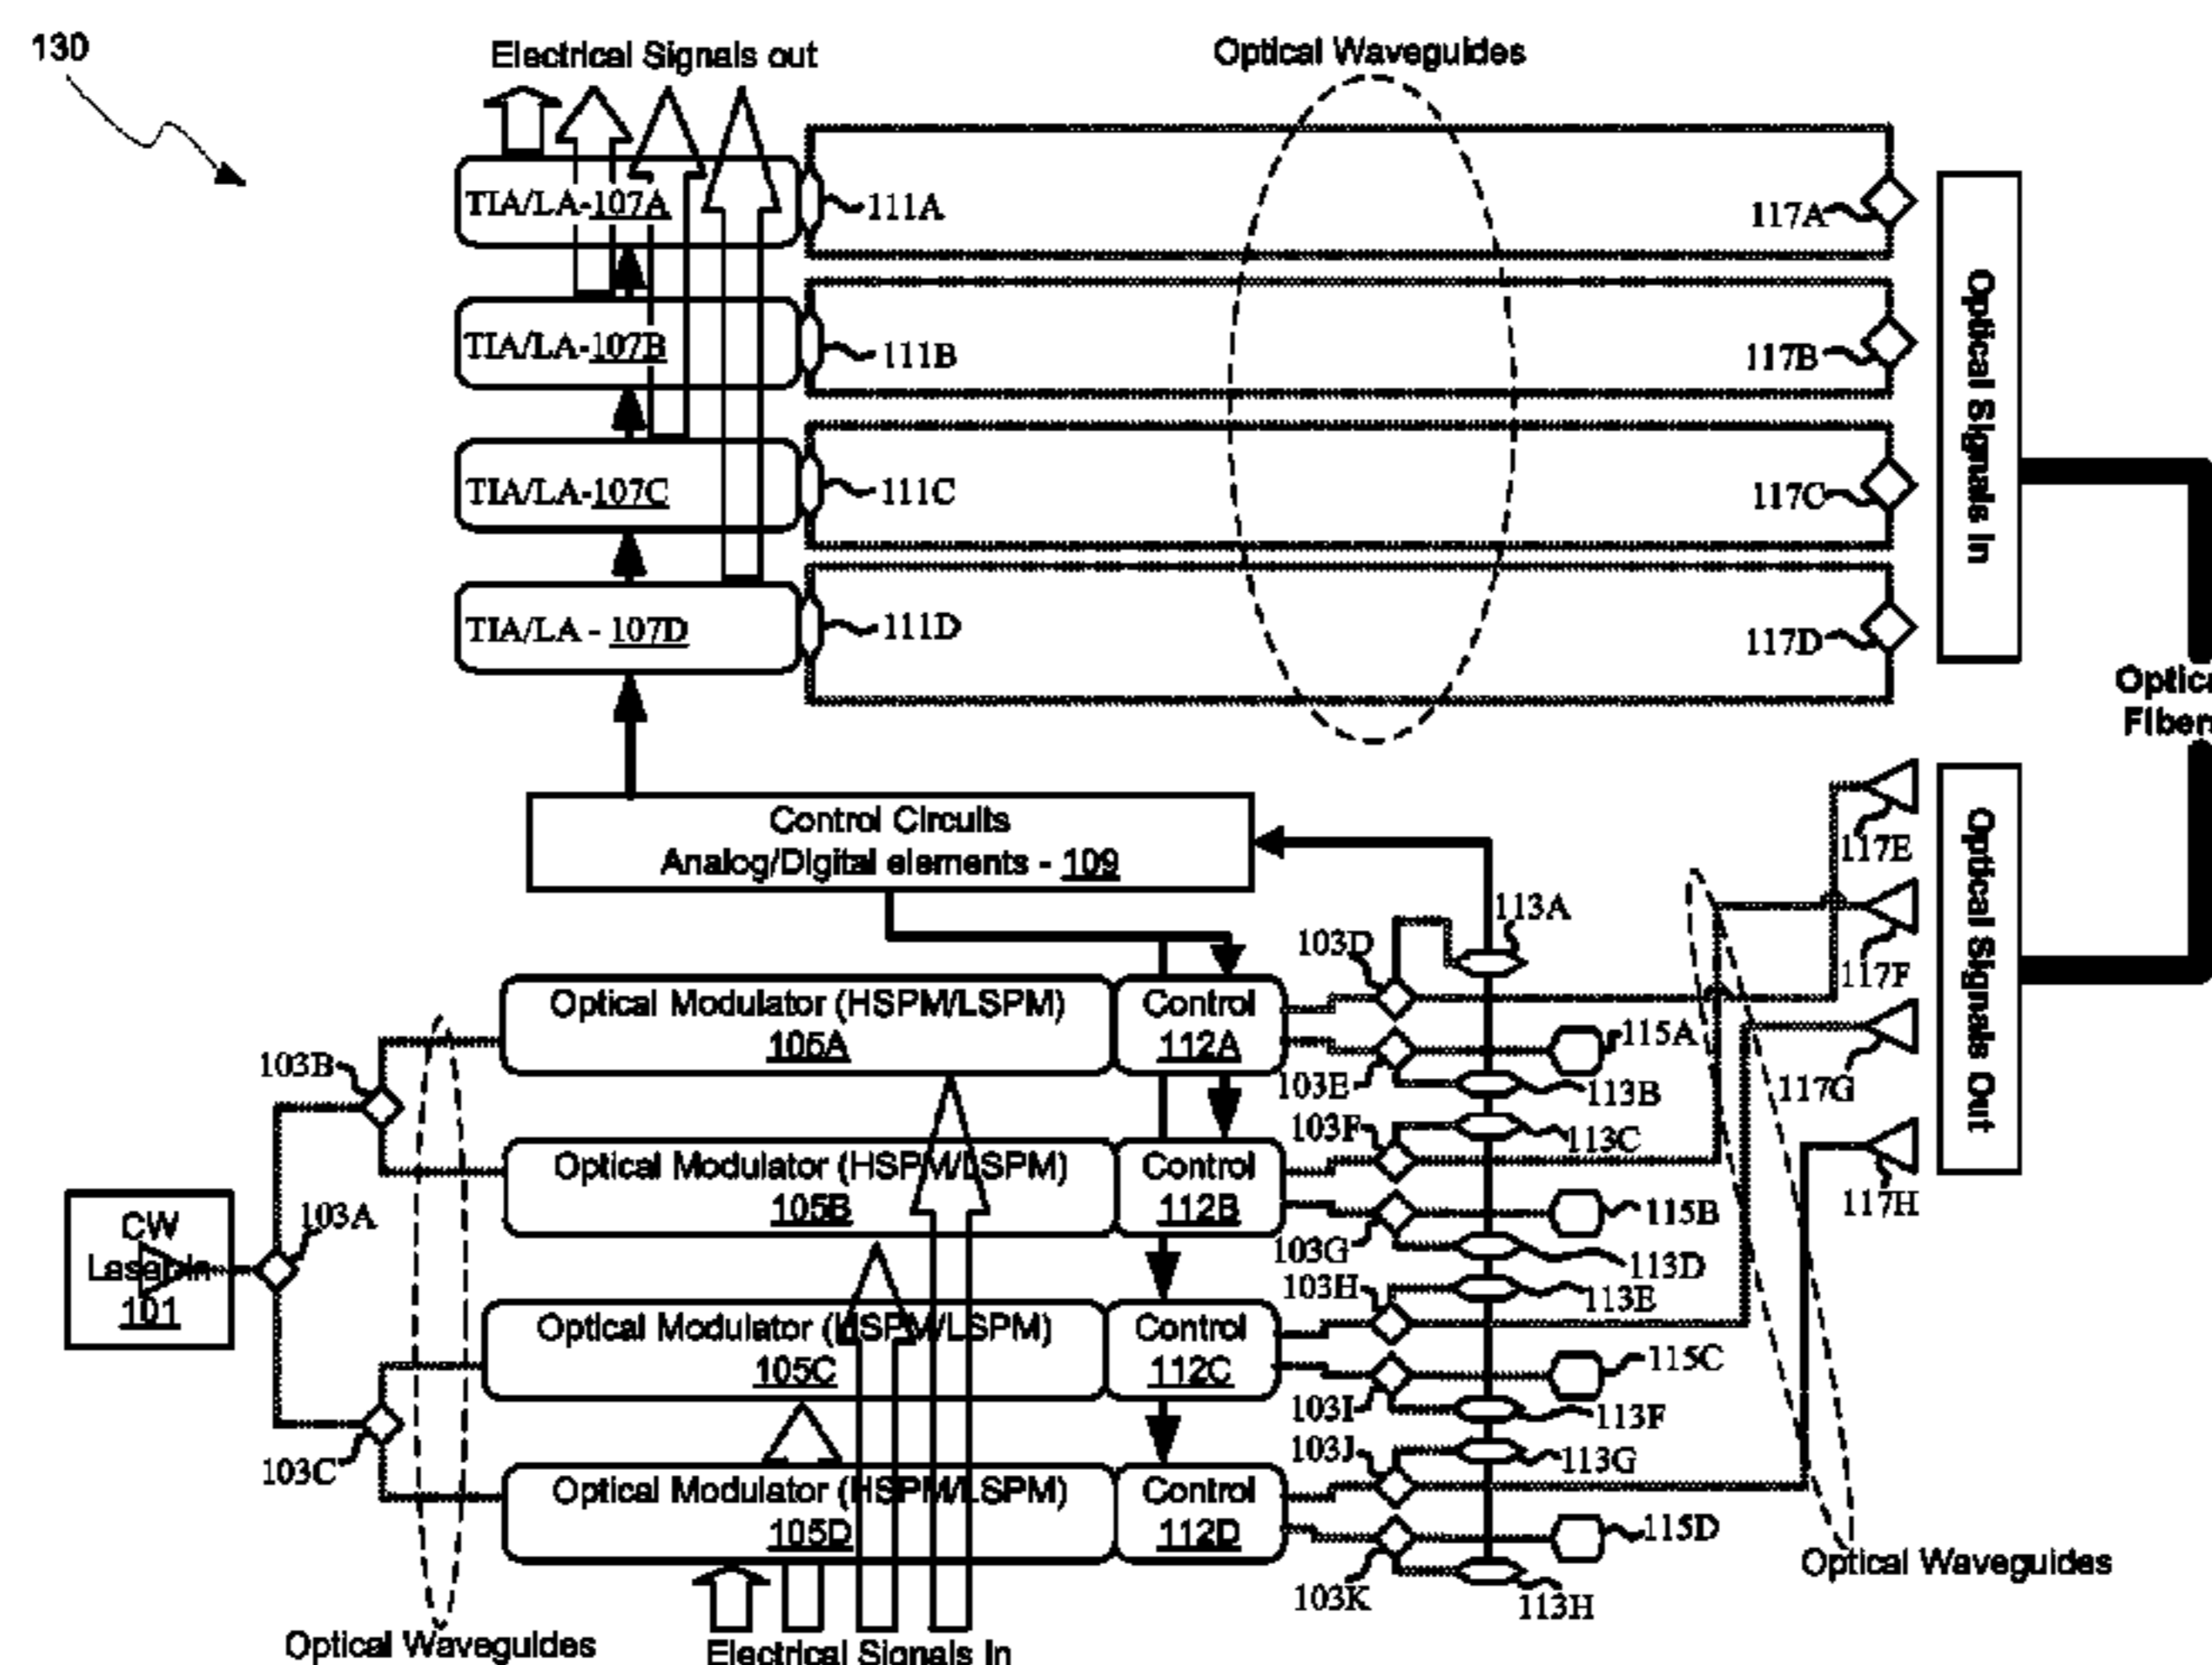 130
Electrical Signals out
Optical Waveguides
TIA/LA-107A
111A
117A
TIA/LA-107B
111B
117B
TIA/LA-107C
111C
117C
TIA/LA - 107D
111D
117D
Optical Signals In
Optica
Fibers
Control Circuits
Analog/Digital elements - 109
117E
113A
103D
117F
Optical Modulator (HSPM/LSPM)
105A
Control
112A
115A
103B
103E
113B
117G
Optical Signals Out
103F
113C
Optical Modulator (HSPM/LSPM)
105B
Control
112B
115B
117H
CW
Laser In
101
103A
103G
113D
103H
113E
Optical Modulator (HSPM/LSPM)
105C
Control
112C
115C
103I
113F
103C
103J
113G
Optical Modulator (HSPM/LSPM)
105D
Control
112D
115D
Optical Waveguides
103K
113H
Optical Waveguides
Electrical Signals In